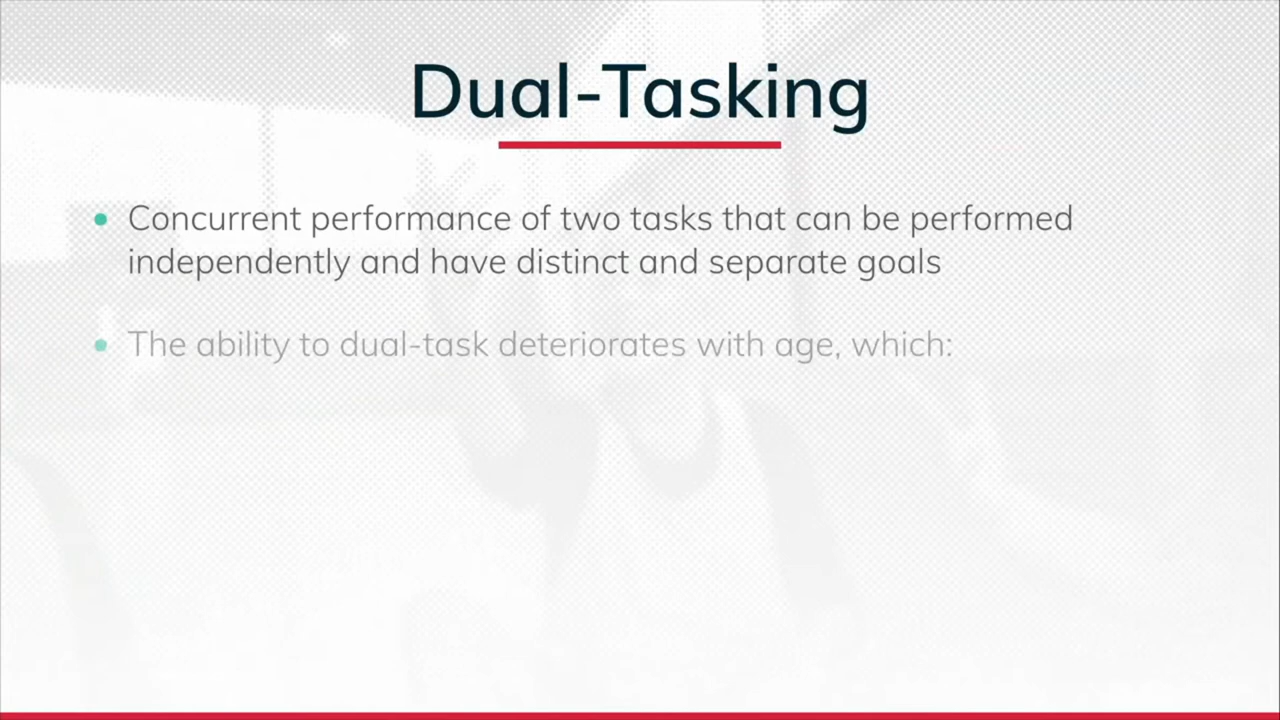 Dual-Tasking
Concurrent performance of two tasks that can be performed
independently and have distinct and separate goals
The ability to dual-task deteriorates with age, which: